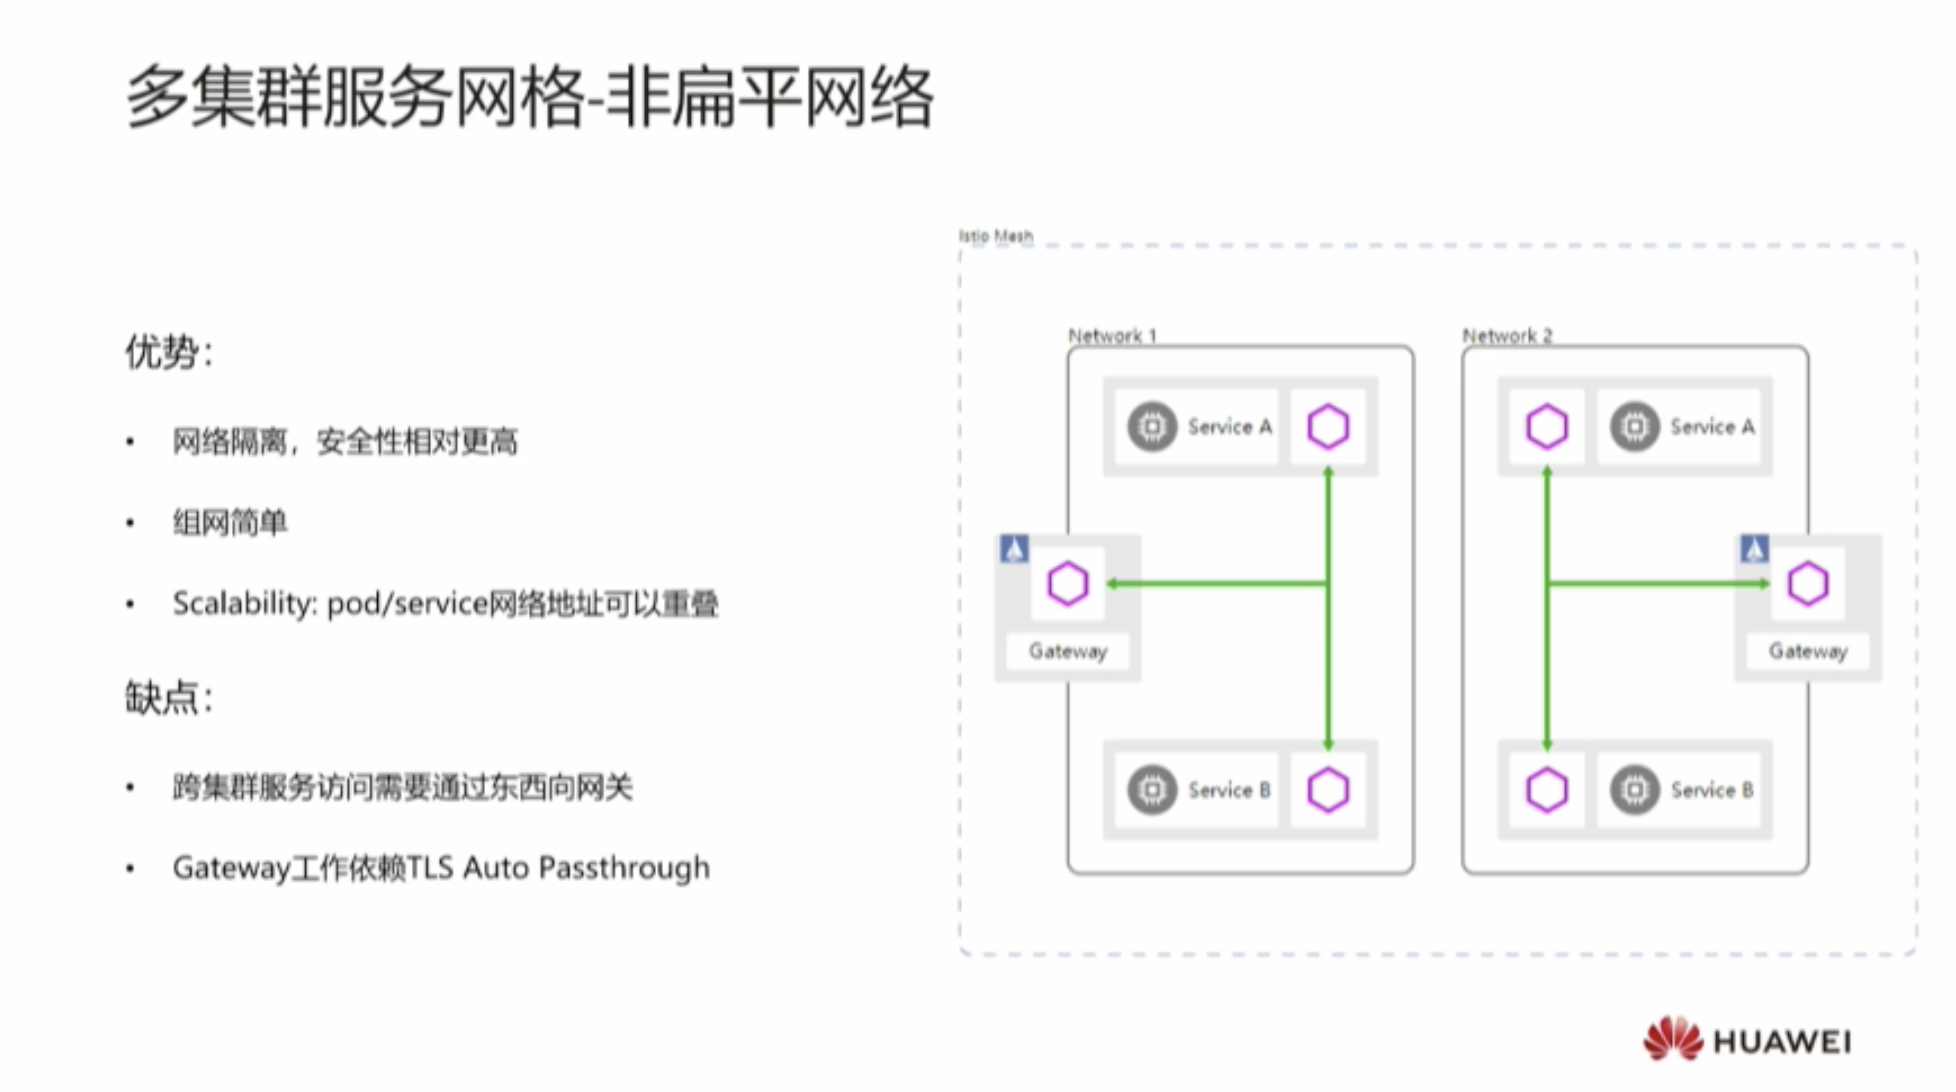 多集群服务网格-非扁平网络
优势：
• 网络隔离，安全性相对更高
• 组网简单
• Scalability: pod/service网络地址可以重叠
缺点：
• 跨集群服务访问需要通过东西向网关
• Gateway工作依赖TLS Auto Passthrough
Istio Mesh
Network 1
Service A
Gateway
Service B
Network 2
Service A
Gateway
Service B
HUAWEI